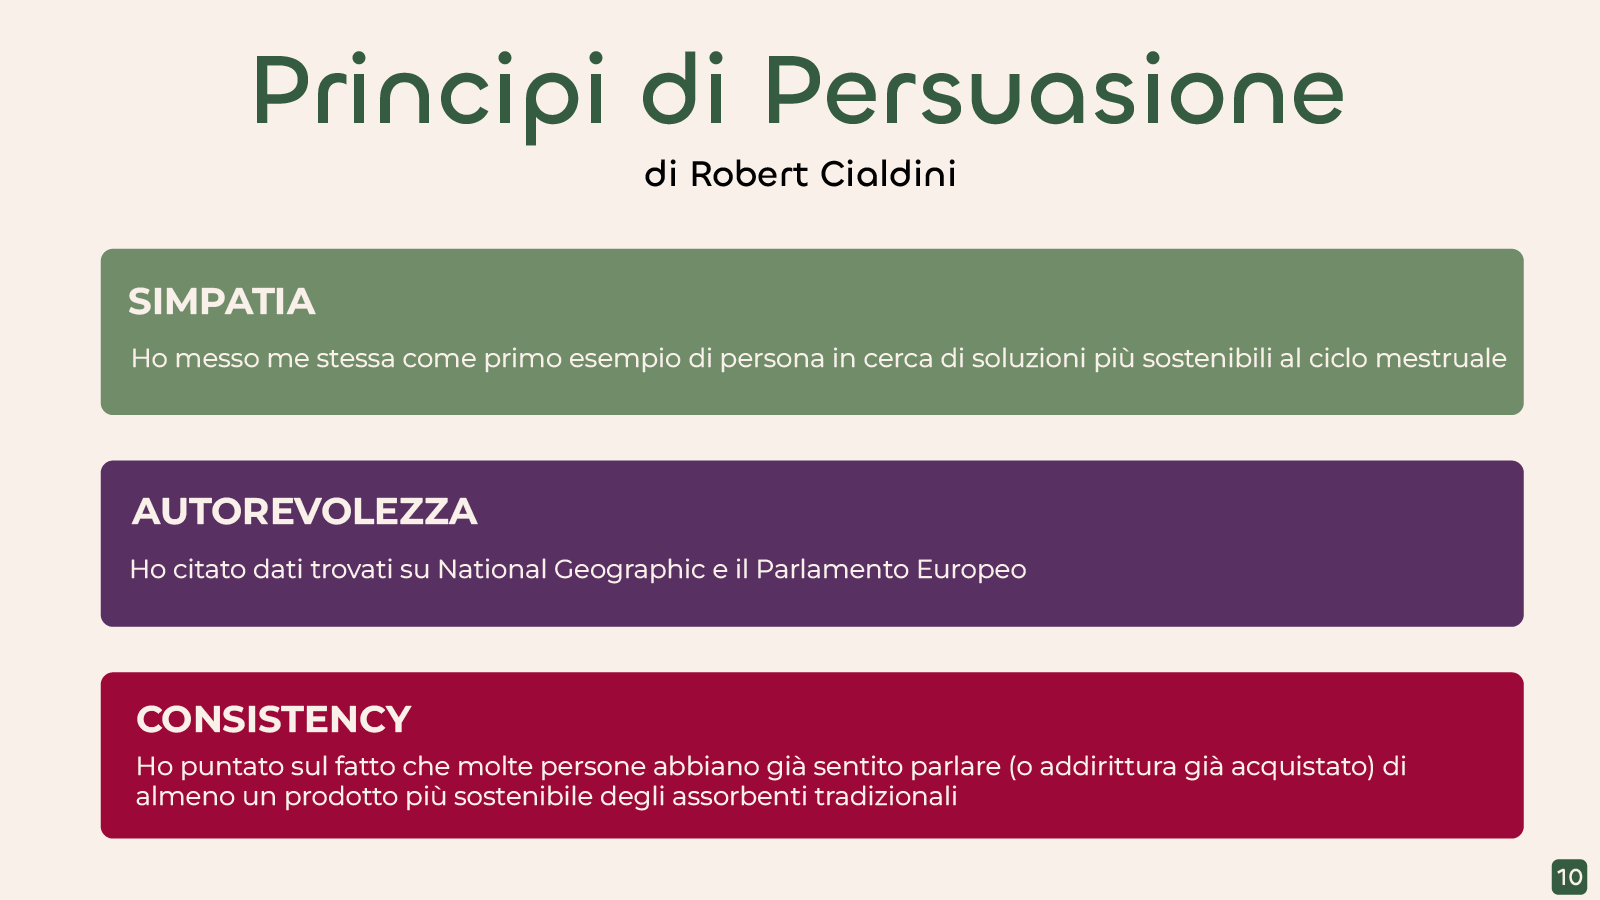 Principi di Persuasione
di Robert Cialdini
SIMPATIA
Ho messo me stessa come primo esempio di persona in cerca di soluzioni più sostenibili al ciclo mestruale
AUTOREVOLEZZA
Ho citato dati trovati su National Geographic e il Parlamento Europeo
CONSISTENCY
Ho puntato sul fatto che molte persone abbiano già sentito parlare (o addirittura già acquistato) di
almeno un prodotto più sostenibile degli assorbenti tradizionali
10